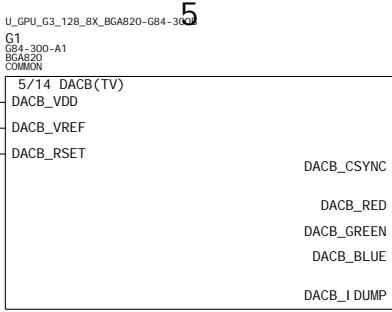 5
U_GPU_G3_128_8X_BGA820-G84-300B
G1
G84-300-A1
BGA820
COMMON
5/14 DACB(TV)
DACB_VDD
DACB_VREF
DACB_RSET
DACB_CSYNC
DACB_RED
DACB_GREEN
DACB_BLUE
DACB_IDUMP